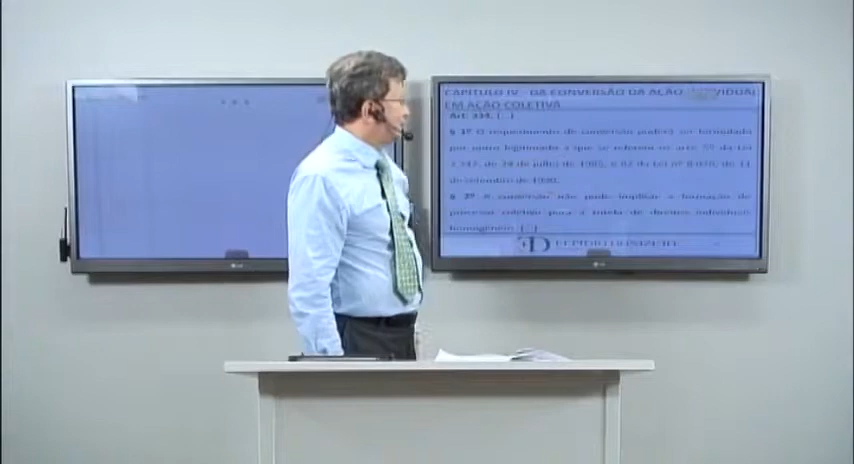 CAPÍTULO IV - DA CONVERSÃO DA AÇÃO INDIVIDUAL
EM AÇÃO COLETIVA
Art. 334. [...]
§ 1º O requerimento de conversão poderá ser formulado
por outro legitimado a que se referem os arts. 5º da Lei
7.347, de 24 de julho de 1985, e 82 da Lei nº 8.078, de 11
de setembro de 1990.
§ 2º A conversão não pode implicar a formação de
processo coletivo para a tutela de direitos individuais
homogêneos. [...]
LG
LG